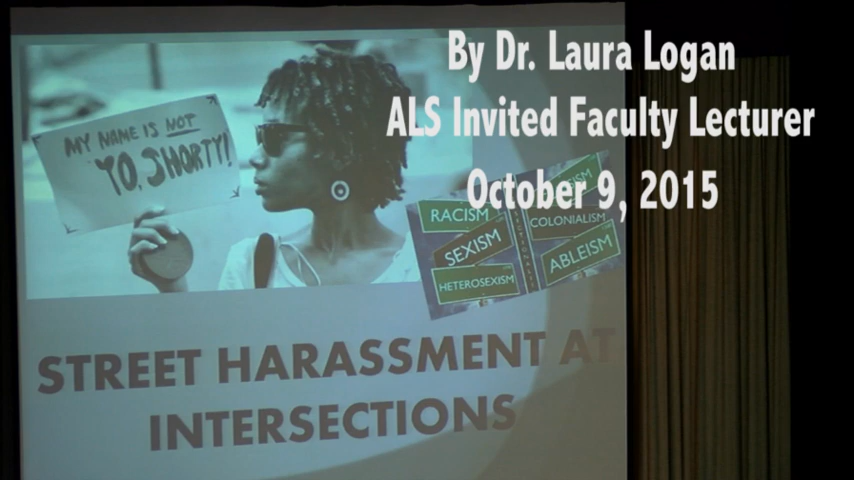 By Dr. Laura Logan
ALS Invited Faculty Lecturer
October 9, 2015
MY NAME IS NOT
"YO, SHORTY!
RACISM
SEXISM
HETEROSEXISM
COLONIALISM
ABLEISM
STREET HARASSMENT AT
INTERSECTIONS